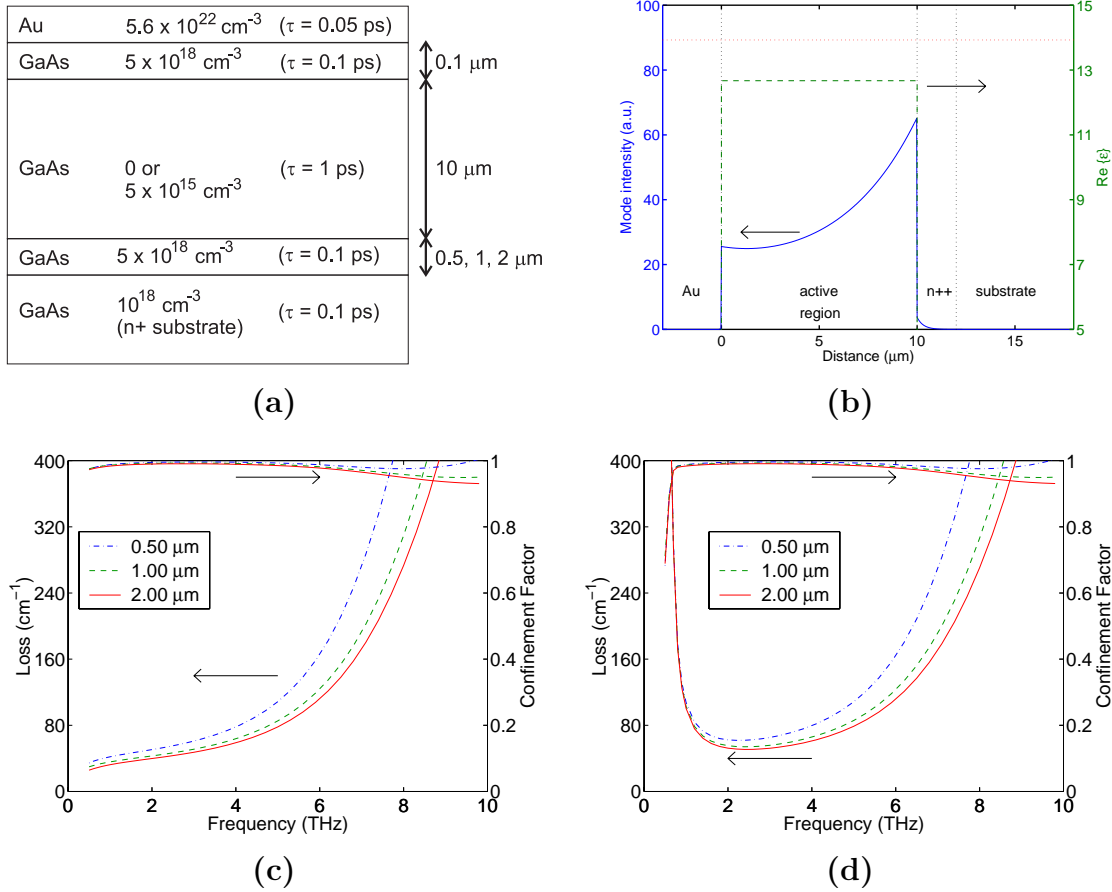 Au 5.6 x 10^22 cm^-3 (τ = 0.05 ps)
GaAs 5 x 10^18 cm^-3 (τ = 0.1 ps) 0.1 μm
GaAs 0 or 5 x 10^15 cm^-3 (τ = 1 ps) 10 μm
GaAs 5 x 10^18 cm^-3 (τ = 0.1 ps) 0.5, 1, 2 μm
GaAs 10^18 cm^-3 (n+ substrate) (τ = 0.1 ps)
(a)
Mode intensity (a.u.)
100
80
60
40
20
0
Re {ε}
15
13
11
9
7
5
Au
active
region
n++
substrate
0 5 10 15
Distance (μm)
(b)
Loss (cm^-1)
400
320
240
160
80
0
Confinement Factor
1
0.8
0.6
0.4
0.2
0
0.50 μm
1.00 μm
2.00 μm
0 2 4 6 8 10
Frequency (THz)
(c)
Loss (cm^-1)
400
320
240
160
80
0
Confinement Factor
1
0.8
0.6
0.4
0.2
0
0.50 μm
1.00 μm
2.00 μm
0 2 4 6 8 10
Frequency (THz)
(d)